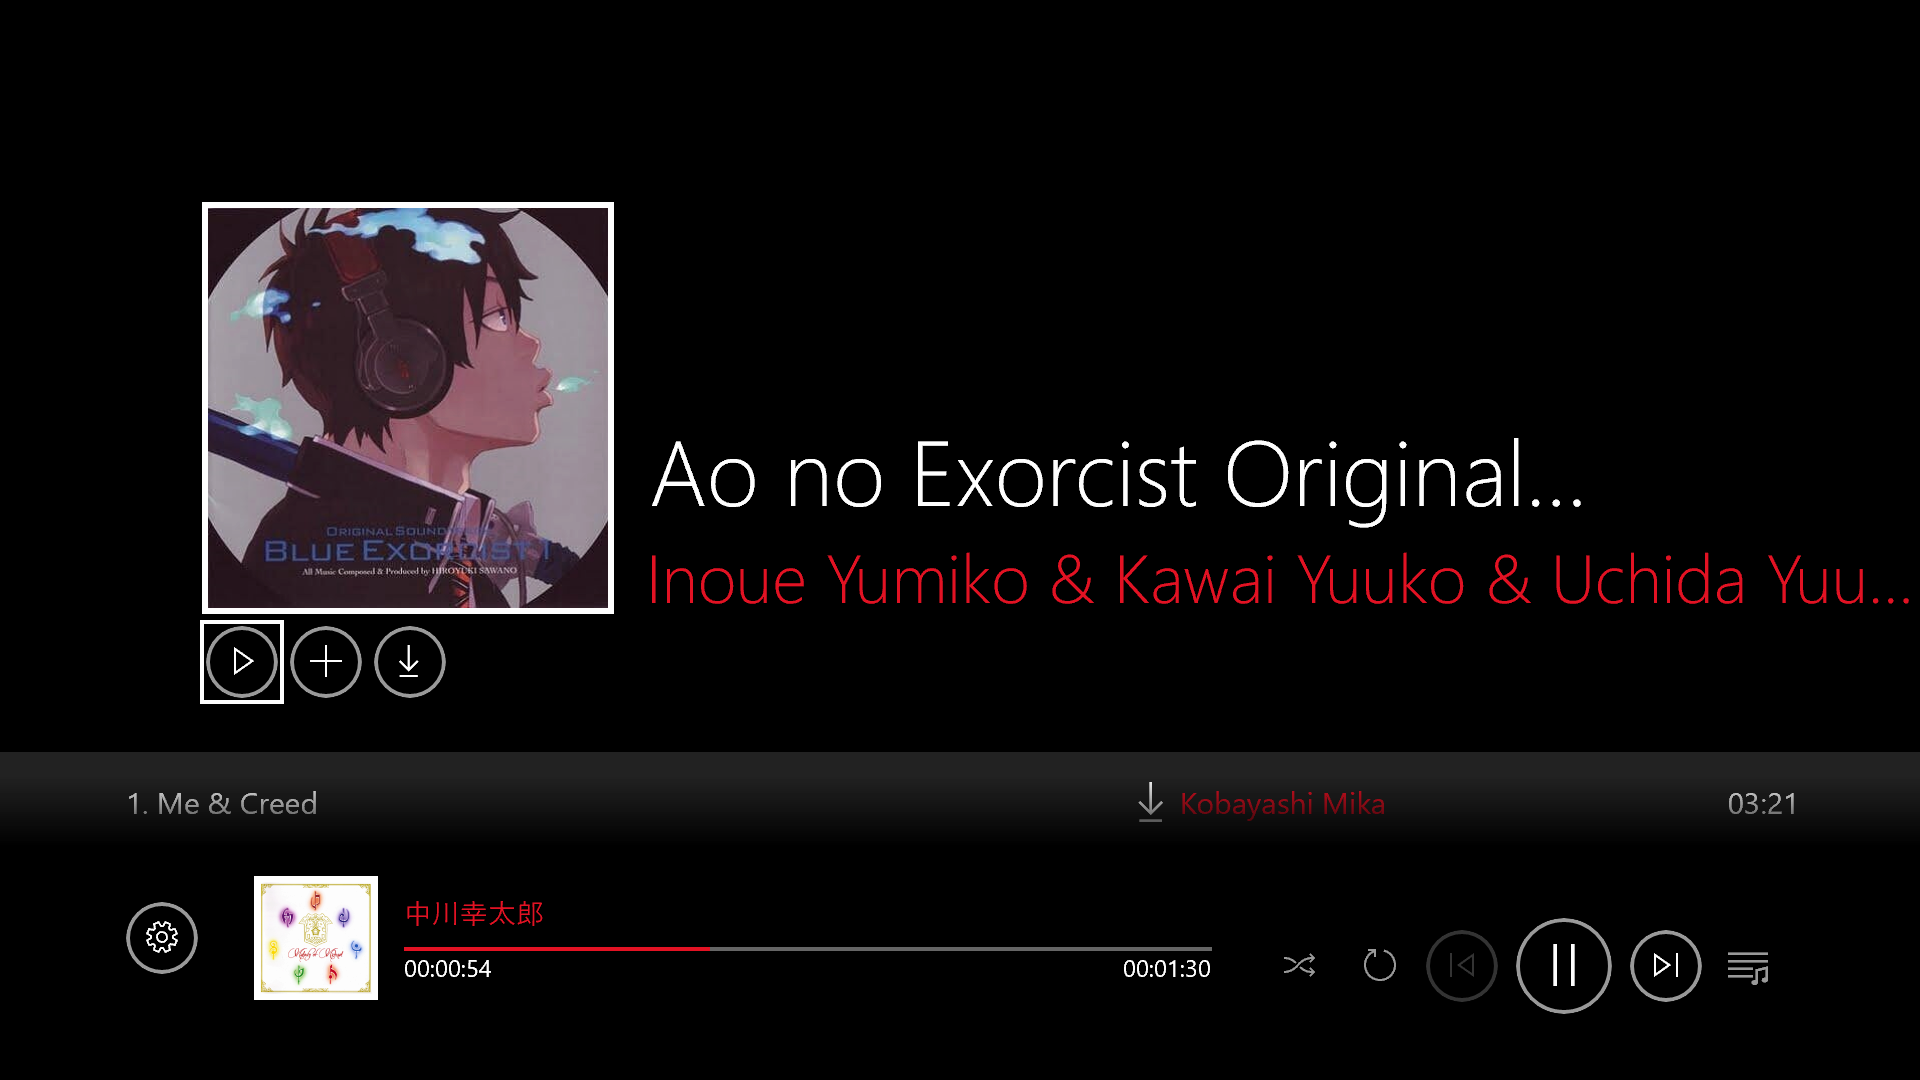 ORIGINAL SOUNDTRACK
BLUE EXORCIST I
All Music Composed & Produced by HIROYUKI SAWANO
Ao no Exorcist Original...
Inoue Yumiko & Kawai Yuuko & Uchida Yuu...
1. Me & Creed
Kobayashi Mika
03:21
中川幸太郎
00:00:54
00:01:30